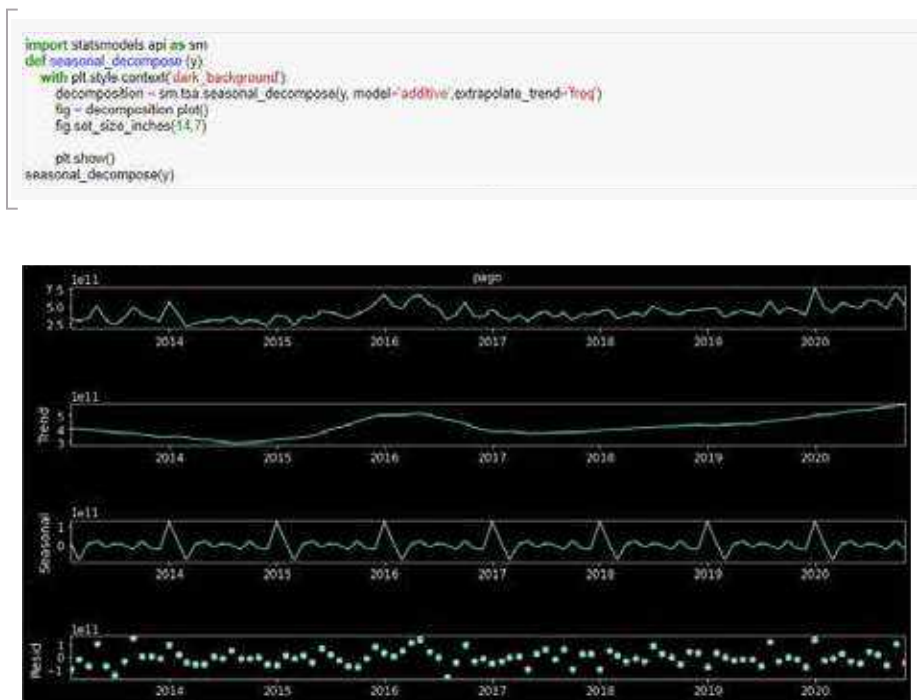 import statsmodels.api as sm
def seasonal_decompose (y):
with plt.style.context('dark_background'):
decomposition = sm.tsa.seasonal_decompose(y, model='additive',extrapolate_trend='freq')
fig = decomposition.plot()
fig.set_size_inches(14,7)
plt.show()
seasonal_decompose(y)
1e11
pago
7.5
5.0
2.5
2014 2015 2016 2017 2018 2019 2020
1e11
Trend
5
4
3
2014 2015 2016 2017 2018 2019 2020
1e11
Seasonal
1
0
2014 2015 2016 2017 2018 2019 2020
1e11
Resid
1
0
-1
2014 2015 2016 2017 2018 2019 2020